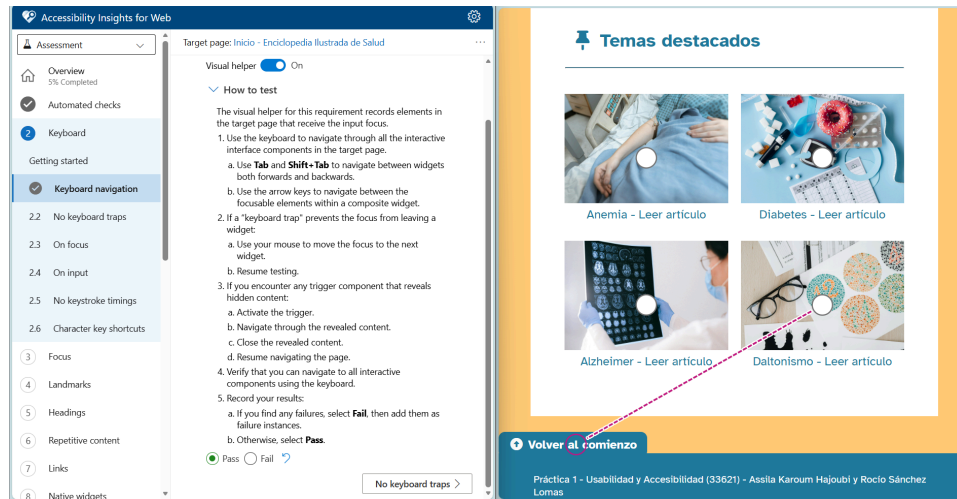 Accessibility Insights for Web
Assessment
Overview
5% Completed
Automated checks
2 Keyboard
Getting started
Keyboard navigation
2.2 No keyboard traps
2.3 On focus
2.4 On input
2.5 No keystroke timings
2.6 Character key shortcuts
3 Focus
4 Landmarks
5 Headings
6 Repetitive content
7 Links
8 Native widgets
Target page: Inicio - Enciclopedia Ilustrada de Salud
Visual helper On
How to test
The visual helper for this requirement records elements in
the target page that receive the input focus.
1. Use the keyboard to navigate through all the interactive
interface components in the target page.
a. Use Tab and Shift+Tab to navigate between widgets
both forwards and backwards.
b. Use the arrow keys to navigate between the
focusable elements within a composite widget.
2. If a "keyboard trap" prevents the focus from leaving a
widget:
a. Use your mouse to move the focus to the next
widget.
b. Resume testing.
3. If you encounter any trigger component that reveals
hidden content:
a. Activate the trigger.
b. Navigate through the revealed content.
c. Close the revealed content.
d. Resume navigating the page.
4. Verify that you can navigate to all interactive
components using the keyboard.
5. Record your results:
a. If you find any failures, select Fail, then add them as
failure instances.
b. Otherwise, select Pass.
Pass Fail
No keyboard traps >
Temas destacados
Anemia - Leer artículo
Diabetes - Leer artículo
Alzheimer - Leer artículo
Daltonismo - Leer artículo
Volver al comienzo
Práctica 1 - Usabilidad y Accesibilidad (33621) - Assila Karoum Hajoubi y Rocío Sánchez
Lomas